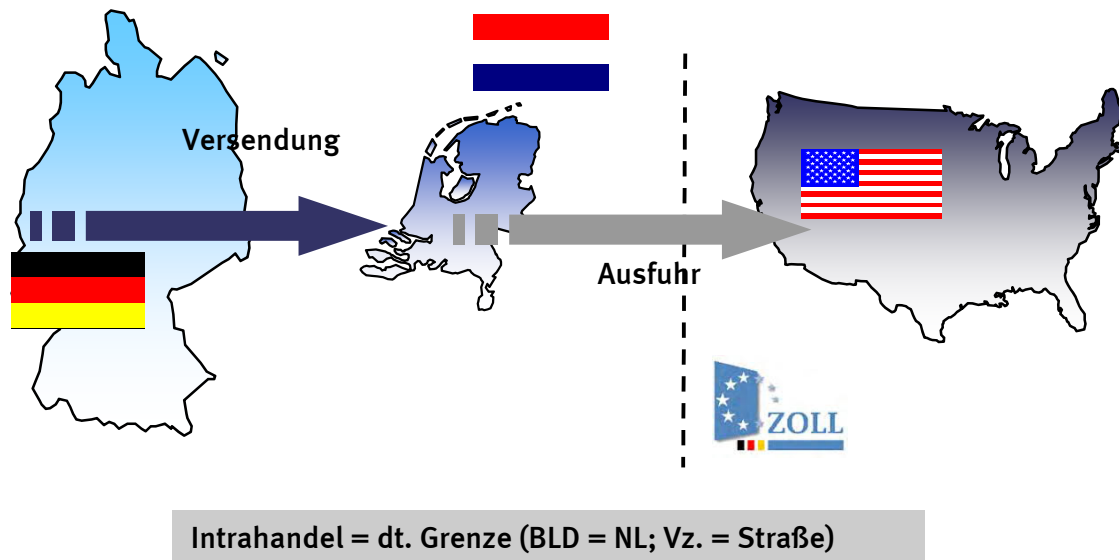 Versendung
Ausfuhr
ZOLL
Intrahandel = dt. Grenze (BLD = NL; Vz. = Straße)